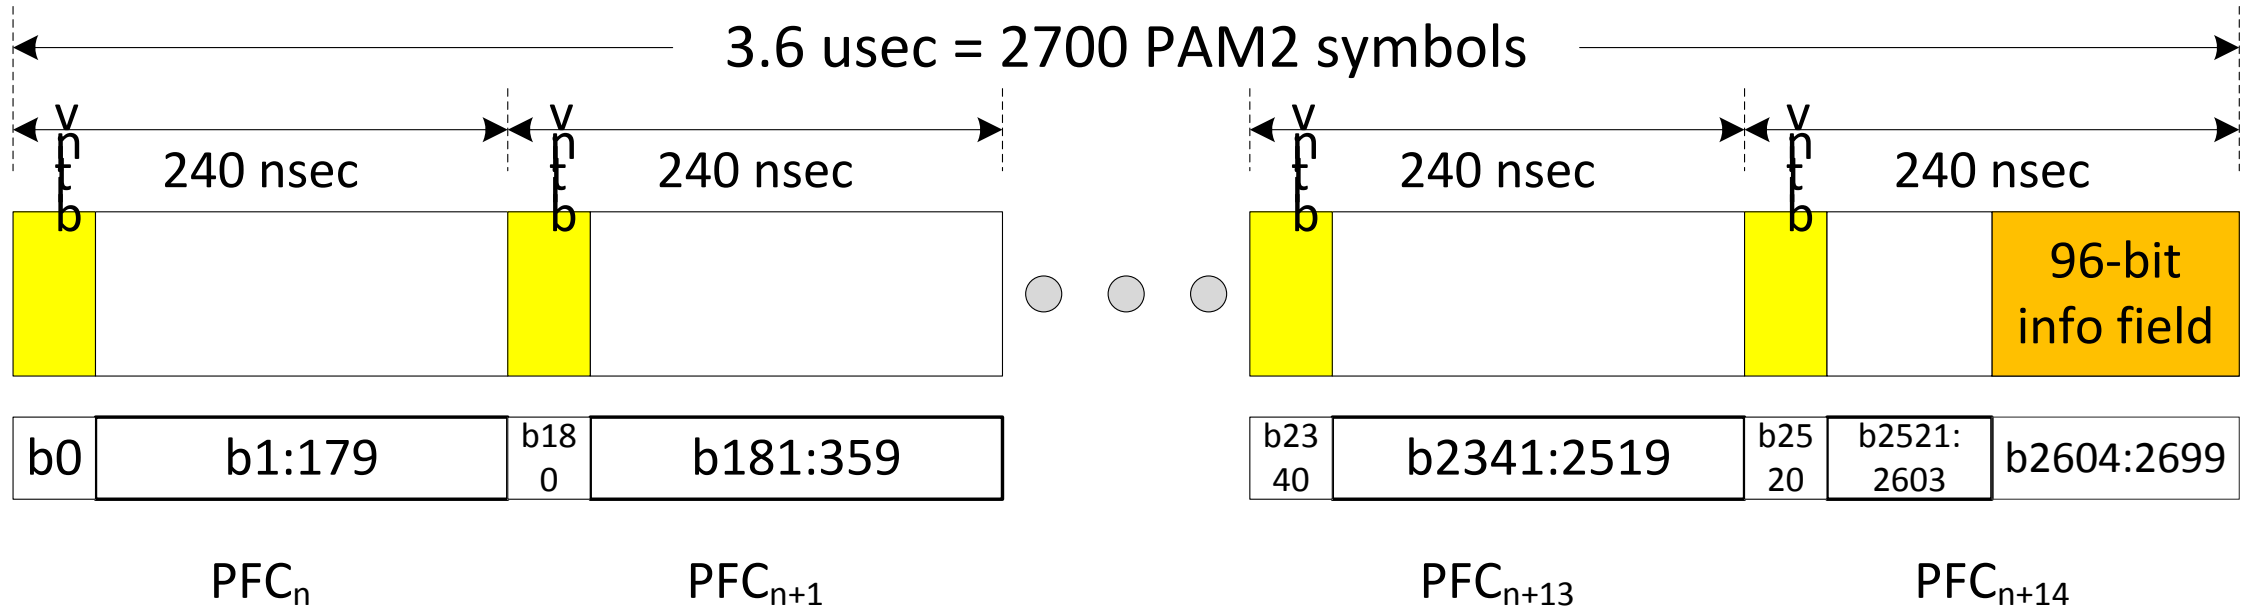 3.6 usec = 2700 PAM2 symbols
240 nsec 240 nsec 240 nsec 240 nsec
96-bit
info field
b0 b1:179 b18
0 b181:359 b23
40 b2341:2519 b25
20 b2521:
2603 b2604:2699
PFCn PFCn+1 PFCn+13 PFCn+14